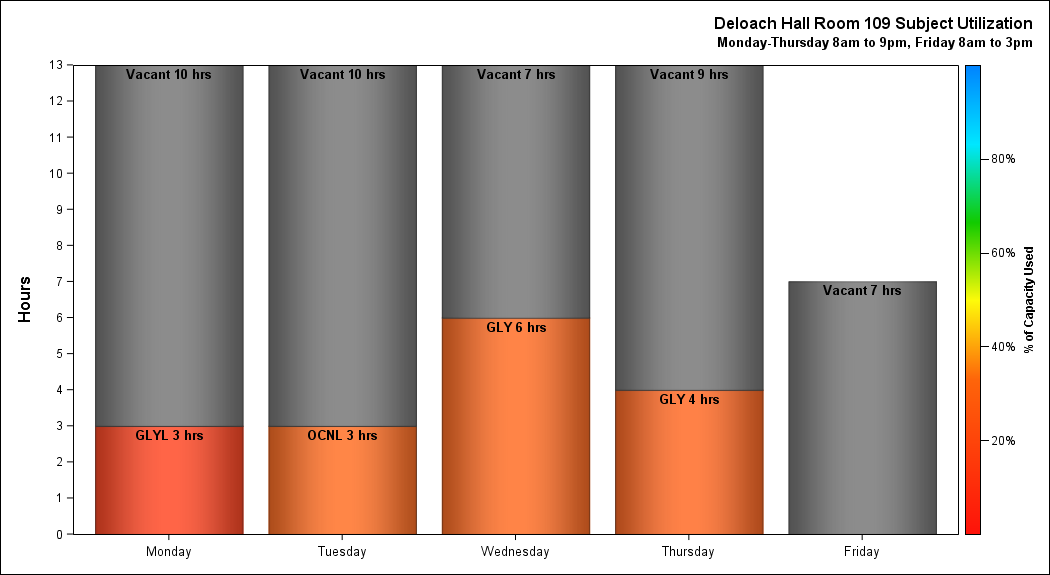 Deloach Hall Room 109 Subject Utilization
Monday-Thursday 8am to 9pm, Friday 8am to 3pm
Hours
13
12
11
10
9
8
7
6
5
4
3
2
1
0
Vacant 10 hrs
GLYL 3 hrs
Vacant 10 hrs
OCNL 3 hrs
Vacant 7 hrs
GLY 6 hrs
Vacant 9 hrs
GLY 4 hrs
Vacant 7 hrs
Monday
Tuesday
Wednesday
Thursday
Friday
80%
60%
40%
20%
% of Capacity Used